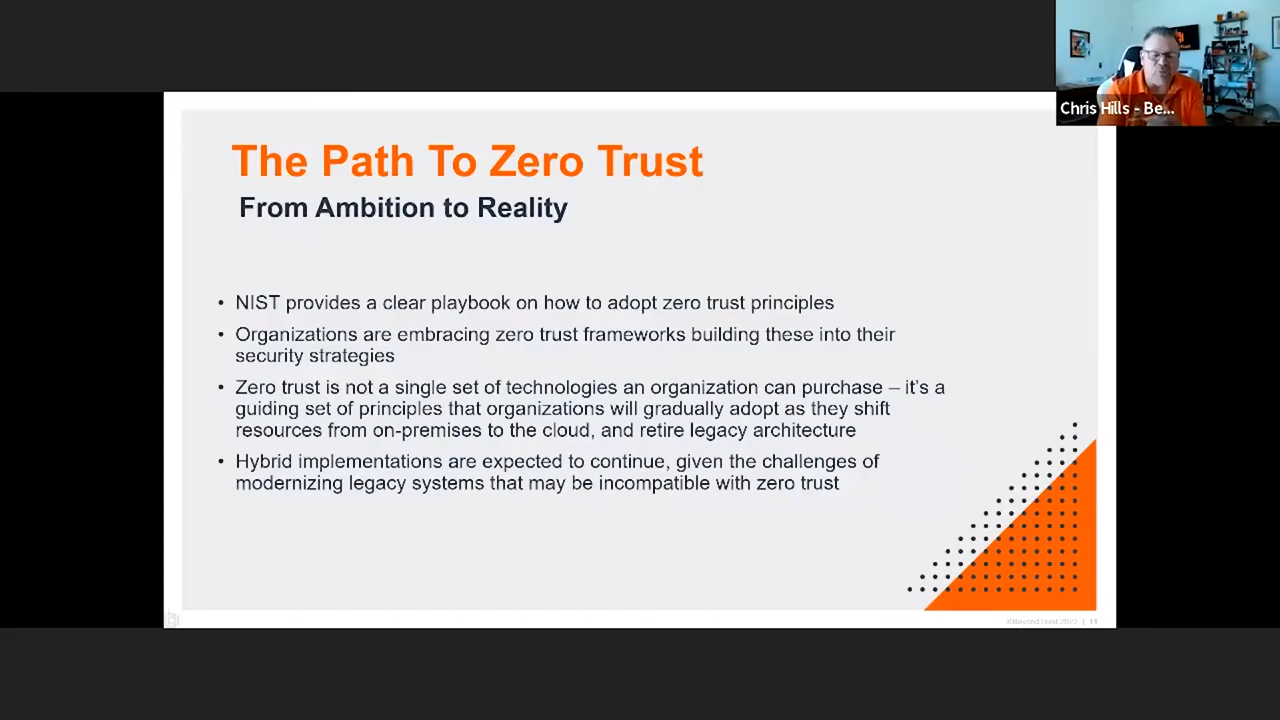 Chris Hills - Be...
The Path To Zero Trust
From Ambition to Reality
• NIST provides a clear playbook on how to adopt zero trust principles
• Organizations are embracing zero trust frameworks building these into their
security strategies
• Zero trust is not a single set of technologies an organization can purchase – it’s a
guiding set of principles that organizations will gradually adopt as they shift
resources from on-premises to the cloud, and retire legacy architecture
• Hybrid implementations are expected to continue, given the challenges of
modernizing legacy systems that may be incompatible with zero trust
©BeyondTrust 2022 | 11